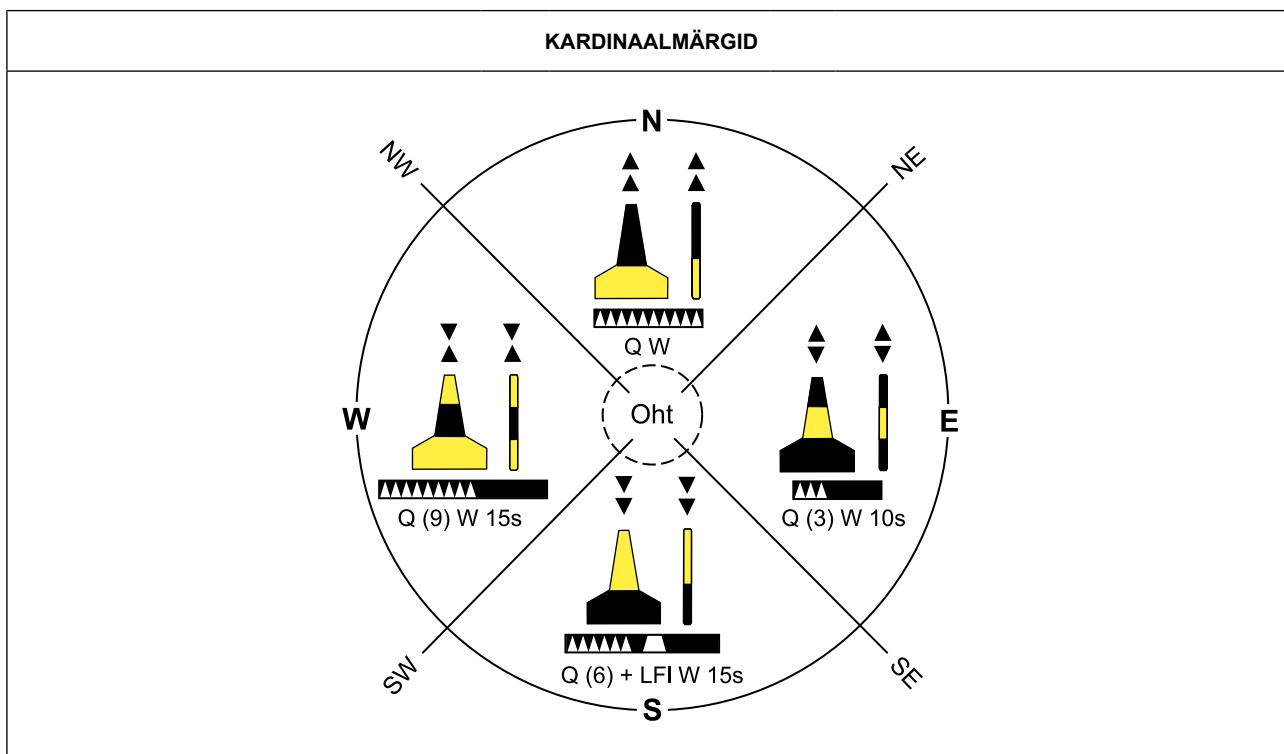 KARDINAALMÄRGID
N
NW
NE
Q W
W
Oht
E
Q (9) W 15s
Q (3) W 10s
SW
Q (6) + LFl W 15s
SE
S